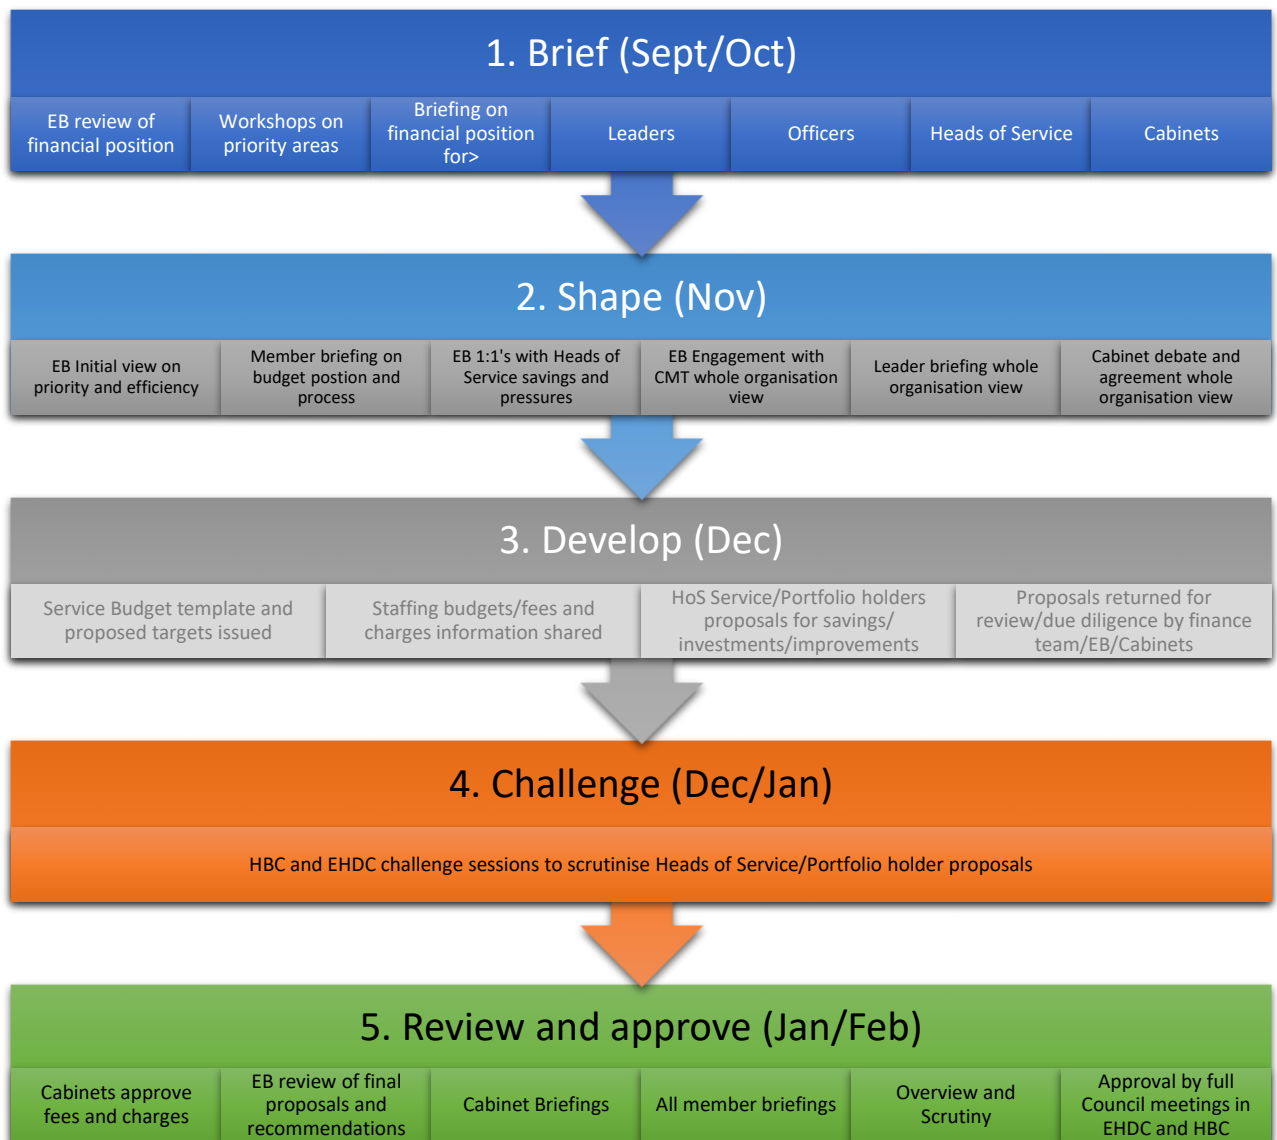 1. Brief (Sept/Oct)
EB review of
financial position
Workshops on
priority areas
Briefing on
financial position
for>
Leaders
Officers
Heads of Service
Cabinets
2. Shape (Nov)
EB Initial view on
priority and efficiency
Member briefing on
budget postion and
process
EB 1:1's with Heads of
Service savings and
pressures
EB Engagement with
CMT whole organisation
view
Leader briefing whole
organisation view
Cabinet debate and
agreement whole
organisation view
3. Develop (Dec)
Service Budget template and
proposed targets issued
Staffing budgets/fees and
charges information shared
HoS Service/Portfolio holders
proposals for savings/
investments/improvements
Proposals returned for
review/due diligence by finance
team/EB/Cabinets
4. Challenge (Dec/Jan)
HBC and EHDC challenge sessions to scrutinise Heads of Service/Portfolio holder proposals
5. Review and approve (Jan/Feb)
Cabinets approve
fees and charges
EB review of final
proposals and
recommendations
Cabinet Briefings
All member briefings
Overview and
Scrutiny
Approval by full
Council meetings in
EHDC and HBC